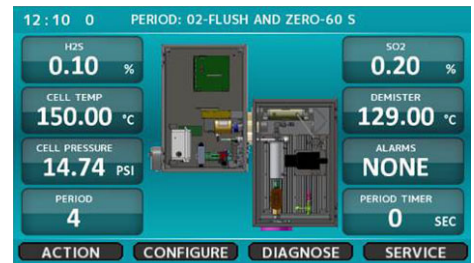 12:10 0 PERIOD: 02-FLUSH AND ZERO-60 S
H2S
0.10 %
CELL TEMP
150.00 °C
CELL PRESSURE
14.74 PSI
PERIOD
4
SO2
0.20 %
DEMISTER
129.00 °C
ALARMS
NONE
PERIOD TIMER
0 SEC
ACTION CONFIGURE DIAGNOSE SERVICE